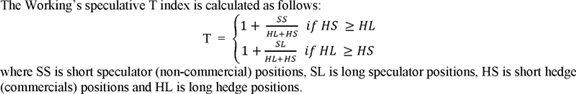 The Working's speculative T index is calculated as follows:
T = { 1 + SS / (HL+HS) if HS ≥ HL
1 + SL / (HL+HS) if HL ≥ HS
where SS is short speculator (non-commercial) positions, SL is long speculator positions, HS is short hedge
(commercials) positions and HL is long hedge positions.